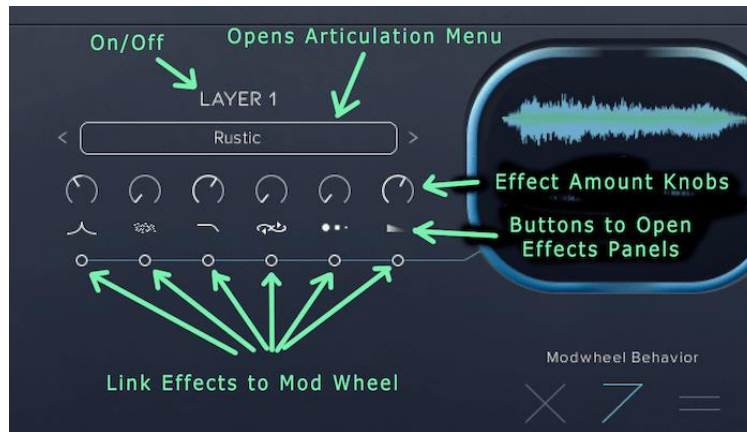 On/Off
Opens Articulation Menu
LAYER 1
< Rustic >
Effect Amount Knobs
Buttons to Open
Effects Panels
Link Effects to Mod Wheel
Modwheel Behavior